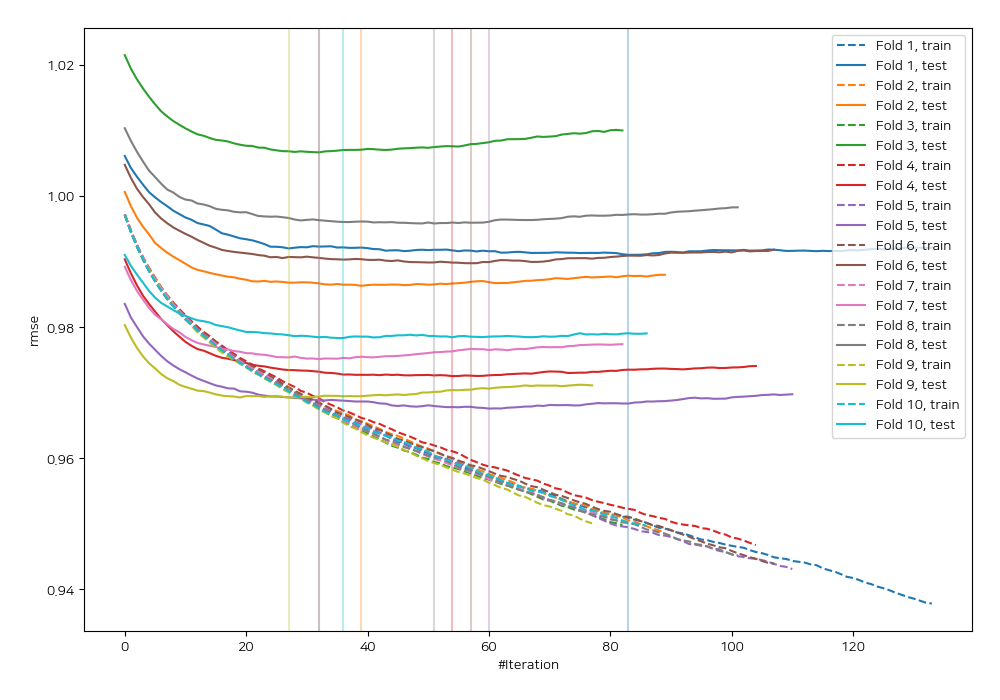 1,02
1,00
0,98
0,96
0,94
rmse
0
20
40
60
80
100
120
#Iteration
Fold 1, train
Fold 1, test
Fold 2, train
Fold 2, test
Fold 3, train
Fold 3, test
Fold 4, train
Fold 4, test
Fold 5, train
Fold 5, test
Fold 6, train
Fold 6, test
Fold 7, train
Fold 7, test
Fold 8, train
Fold 8, test
Fold 9, train
Fold 9, test
Fold 10, train
Fold 10, test